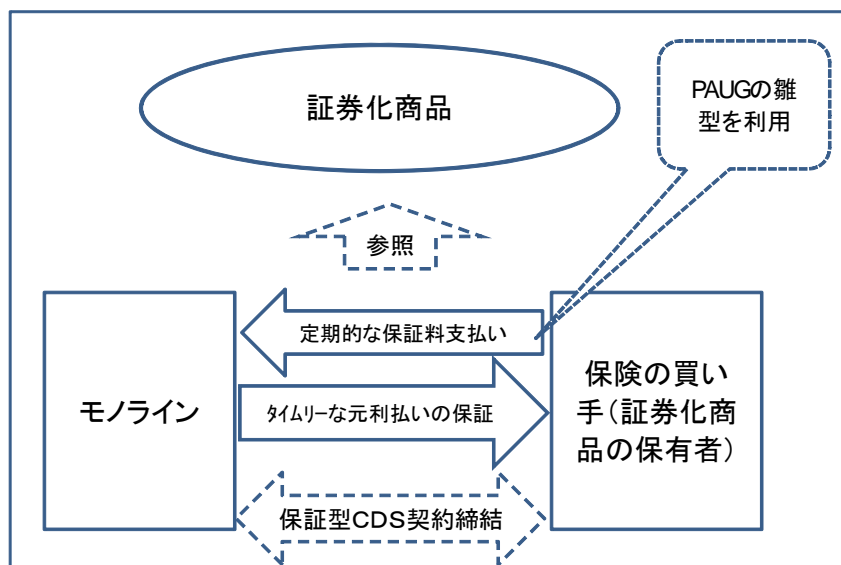 証券化商品
PAUGの雛
型を利用
参照
定期的な保証料支払い
モノライン
タイムリーな元利払いの保証
保険の買い
手(証券化商
品の保有者)
保証型CDS契約締結